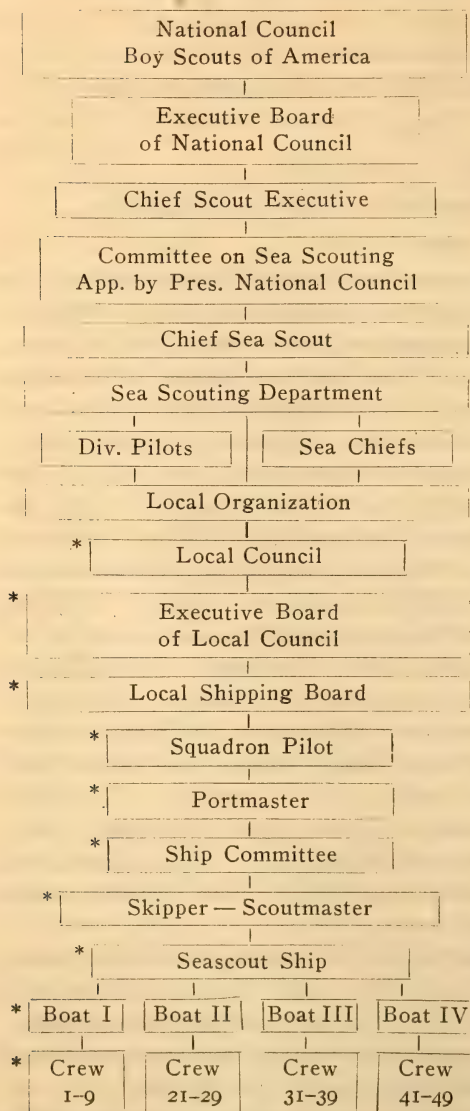 National Council
Boy Scouts of America
Executive Board
of National Council
Chief Scout Executive
Committee on Sea Scouting
App. by Pres. National Council
Chief Sea Scout
Sea Scouting Department
Div. Pilots Sea Chiefs
Local Organization
* Local Council
* Executive Board
of Local Council
* Local Shipping Board
* Squadron Pilot
* Portmaster
* Ship Committee
* Skipper — Scoutmaster
* Seascout Ship
* Boat I Boat II Boat III Boat IV
* Crew Crew Crew Crew
1-9 21-29 31-39 41-49